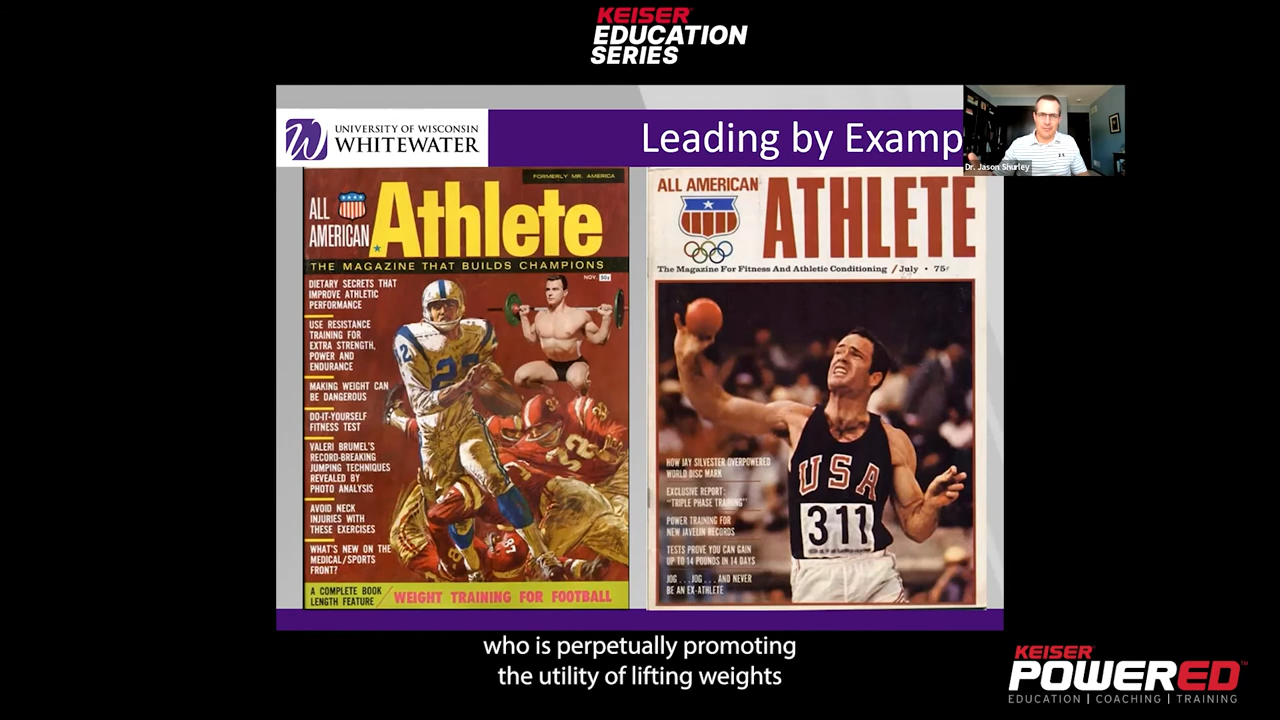 KEISER
EDUCATION
SERIES
UNIVERSITY OF WISCONSIN
WHITEWATER
Leading by Examp
Dr. Jason Shurley
FORMERLY MR. AMERICA
ALL
AMERICAN
Athlete
THE MAGAZINE THAT BUILDS CHAMPIONS
NOV. 50¢
DIETARY SECRETS THAT
IMPROVE ATHLETIC
PERFORMANCE
USE RESISTANCE
TRAINING FOR
EXTRA STRENGTH,
POWER AND
ENDURANCE
MAKING WEIGHT CAN
BE DANGEROUS
DO-IT-YOURSELF
FITNESS TEST
VALERI BRUMEL'S
RECORD-BREAKING
JUMPING TECHNIQUES
REVEALED BY
PHOTO ANALYSIS
AVOID NECK
INJURIES WITH
THESE EXERCISES
WHAT'S NEW ON THE
MEDICAL/SPORTS
FRONT?
A COMPLETE BOOK
LENGTH FEATURE
WEIGHT TRAINING FOR FOOTBALL
ALL AMERICAN
ATHLETE
The Magazine For Fitness And Athletic Conditioning / July • 75¢
HOW JAY SILVESTER OVERPOWERED
WORLD DISC MARK
EXCLUSIVE REPORT:
"TRIPLE PHASE TRAINING"
POWER TRAINING FOR
NEW JAVELIN RECORDS
TESTS PROVE YOU CAN GAIN
UP TO 14 POUNDS IN 14 DAYS
JOG . . . JOG . . . AND NEVER
BE AN EX-ATHLETE
USA
311
who is perpetually promoting
the utility of lifting weights
KEISER
POWERED™
EDUCATION | COACHING | TRAINING